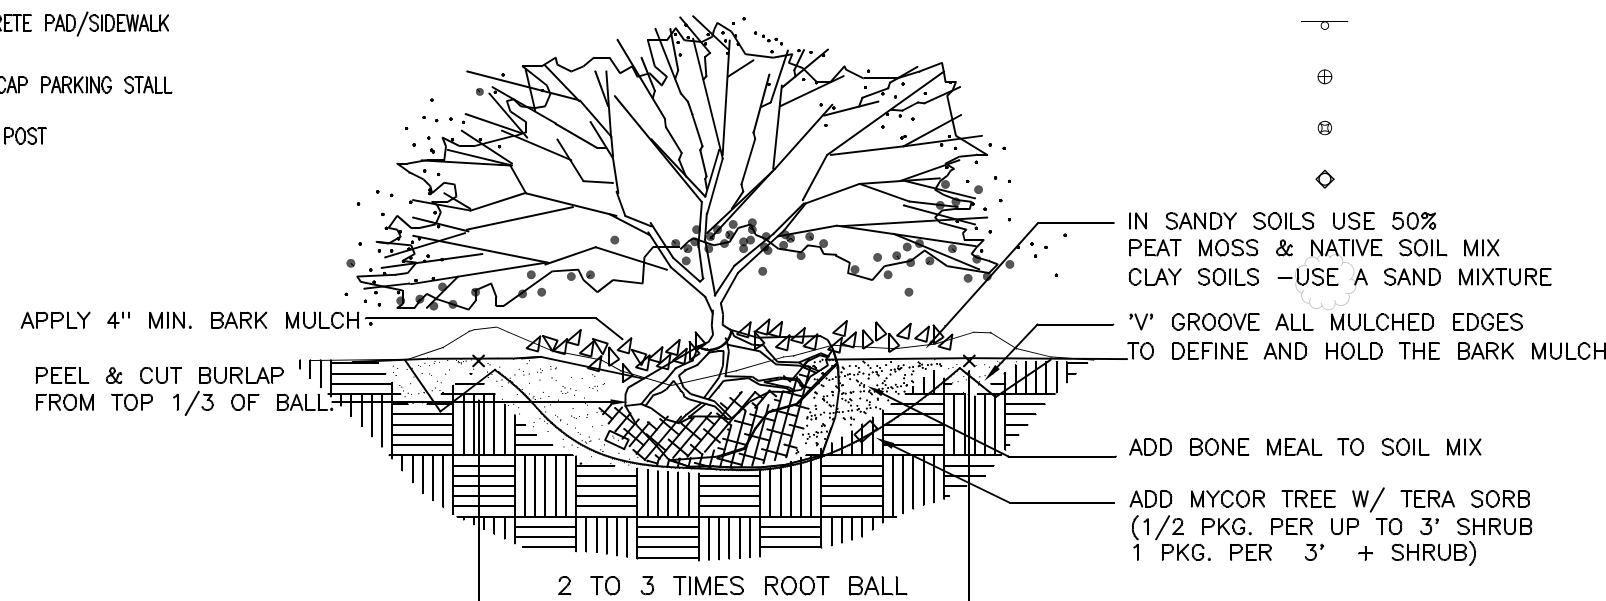 RETE PAD/SIDEWALK
CAP PARKING STALL
POST
IN SANDY SOILS USE 50%
PEAT MOSS & NATIVE SOIL MIX
CLAY SOILS -USE A SAND MIXTURE
APPLY 4" MIN. BARK MULCH
'V' GROOVE ALL MULCHED EDGES
TO DEFINE AND HOLD THE BARK MULCH
PEEL & CUT BURLAP
FROM TOP 1/3 OF BALL.
ADD BONE MEAL TO SOIL MIX
ADD MYCOR TREE W/ TERA SORB
(1/2 PKG. PER UP TO 3' SHRUB
1 PKG. PER 3' + SHRUB)
2 TO 3 TIMES ROOT BALL